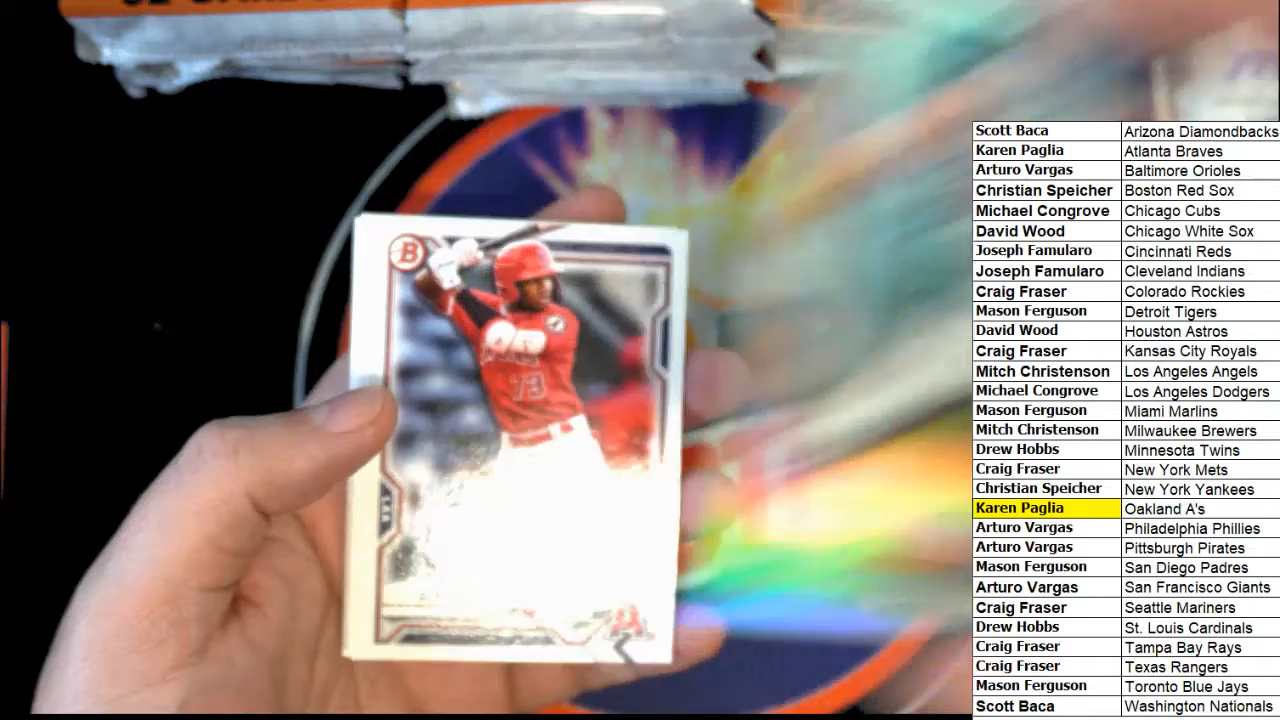 B
73
Scott Baca Arizona Diamondbacks
Karen Paglia Atlanta Braves
Arturo Vargas Baltimore Orioles
Christian Speicher Boston Red Sox
Michael Congrove Chicago Cubs
David Wood Chicago White Sox
Joseph Famularo Cincinnati Reds
Joseph Famularo Cleveland Indians
Craig Fraser Colorado Rockies
Mason Ferguson Detroit Tigers
David Wood Houston Astros
Craig Fraser Kansas City Royals
Mitch Christenson Los Angeles Angels
Michael Congrove Los Angeles Dodgers
Mason Ferguson Miami Marlins
Mitch Christenson Milwaukee Brewers
Drew Hobbs Minnesota Twins
Craig Fraser New York Mets
Christian Speicher New York Yankees
Karen Paglia Oakland A's
Arturo Vargas Philadelphia Phillies
Arturo Vargas Pittsburgh Pirates
Mason Ferguson San Diego Padres
Arturo Vargas San Francisco Giants
Craig Fraser Seattle Mariners
Drew Hobbs St. Louis Cardinals
Craig Fraser Tampa Bay Rays
Craig Fraser Texas Rangers
Mason Ferguson Toronto Blue Jays
Scott Baca Washington Nationals